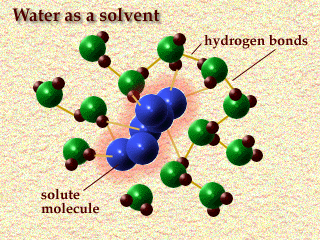 Water as a solvent
hydrogen bonds
solute
molecule